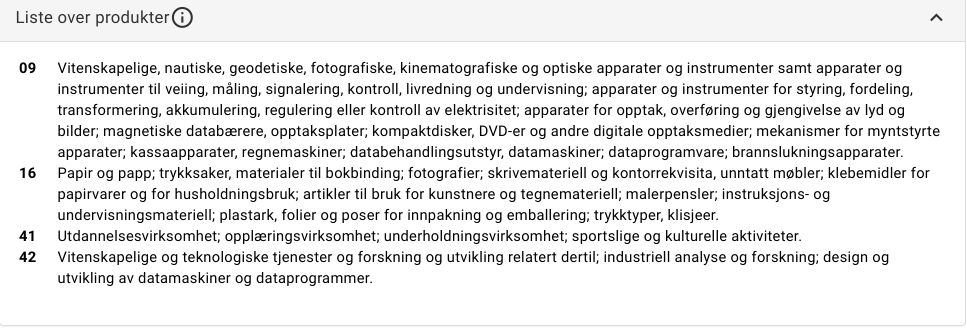 Liste over produkter
09 Vitenskapelige, nautiske, geodetiske, fotografiske, kinematografiske og optiske apparater og instrumenter samt apparater og
instrumenter til veiing, måling, signalering, kontroll, livredning og undervisning; apparater og instrumenter for styring, fordeling,
transformering, akkumulering, regulering eller kontroll av elektrisitet; apparater for opptak, overføring og gjengivelse av lyd og
bilder; magnetiske databærere, opptaksplater; kompaktdisker, DVD-er og andre digitale opptaksmedier; mekanismer for myntstyrte
apparater; kassaapparater, regnemaskiner; databehandlingsutstyr, datamaskiner; dataprogramvare; brannslukningsapparater.
16 Papir og papp; trykksaker, materialer til bokbinding; fotografier; skrivemateriell og kontorrekvisita, unntatt møbler; klebemidler for
papirvarer og for husholdningsbruk; artikler til bruk for kunstnere og tegnemateriell; malerpensler; instruksjons- og
undervisningsmateriell; plastark, folier og poser for innpakning og emballering; trykktyper, klisjeer.
41 Utdannelsesvirksomhet; opplæringsvirksomhet; underholdningsvirksomhet; sportslige og kulturelle aktiviteter.
42 Vitenskapelige og teknologiske tjenester og forskning og utvikling relatert dertil; industriell analyse og forskning; design og
utvikling av datamaskiner og dataprogrammer.